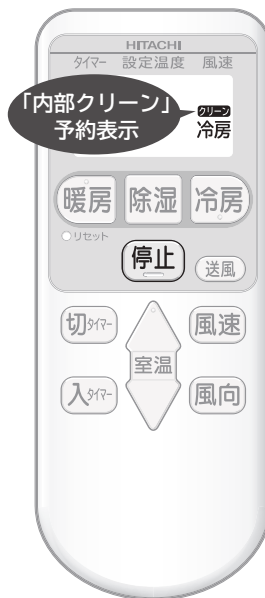 HITACHI
タイマー 設定温度 風速
「内部クリーン」
予約表示
クリーン
冷房
暖房 除湿 冷房
リセット
停止
送風
切タイマー 風速
室温
入タイマー 風向